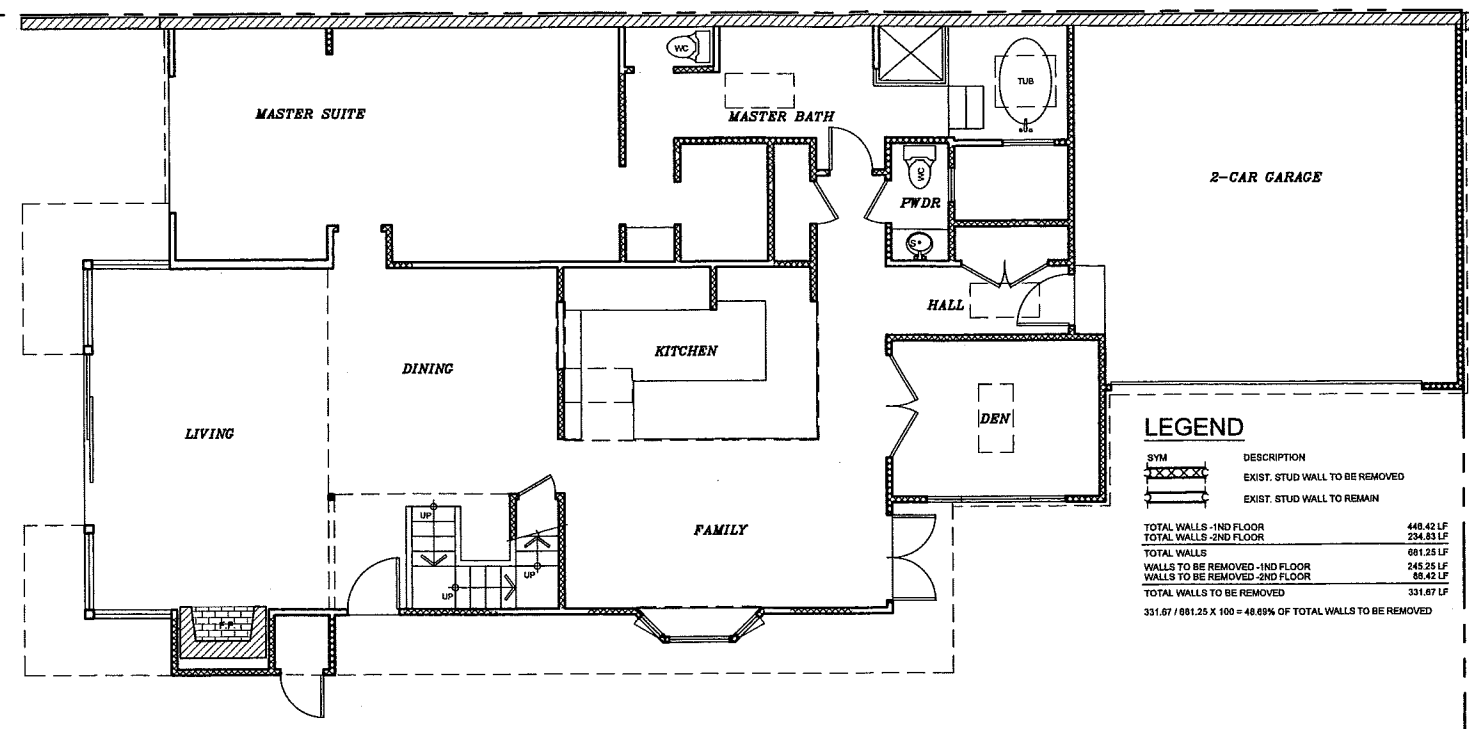 WC
TUB
MASTER SUITE
MASTER BATH
WC
2-CAR GARAGE
PWDR
S
HALL
KITCHEN
DINING
LIVING
DEN
UP
UP
UP
FAMILY
F.P.
LEGEND
SYM DESCRIPTION
EXIST. STUD WALL TO BE REMOVED
EXIST. STUD WALL TO REMAIN
TOTAL WALLS -1ND FLOOR 446.42 LF
TOTAL WALLS -2ND FLOOR 234.83 LF
TOTAL WALLS 681.25 LF
WALLS TO BE REMOVED -1ND FLOOR 245.25 LF
WALLS TO BE REMOVED -2ND FLOOR 86.42 LF
TOTAL WALLS TO BE REMOVED 331.67 LF
331.67 / 681.25 X 100 = 48.69% OF TOTAL WALLS TO BE REMOVED